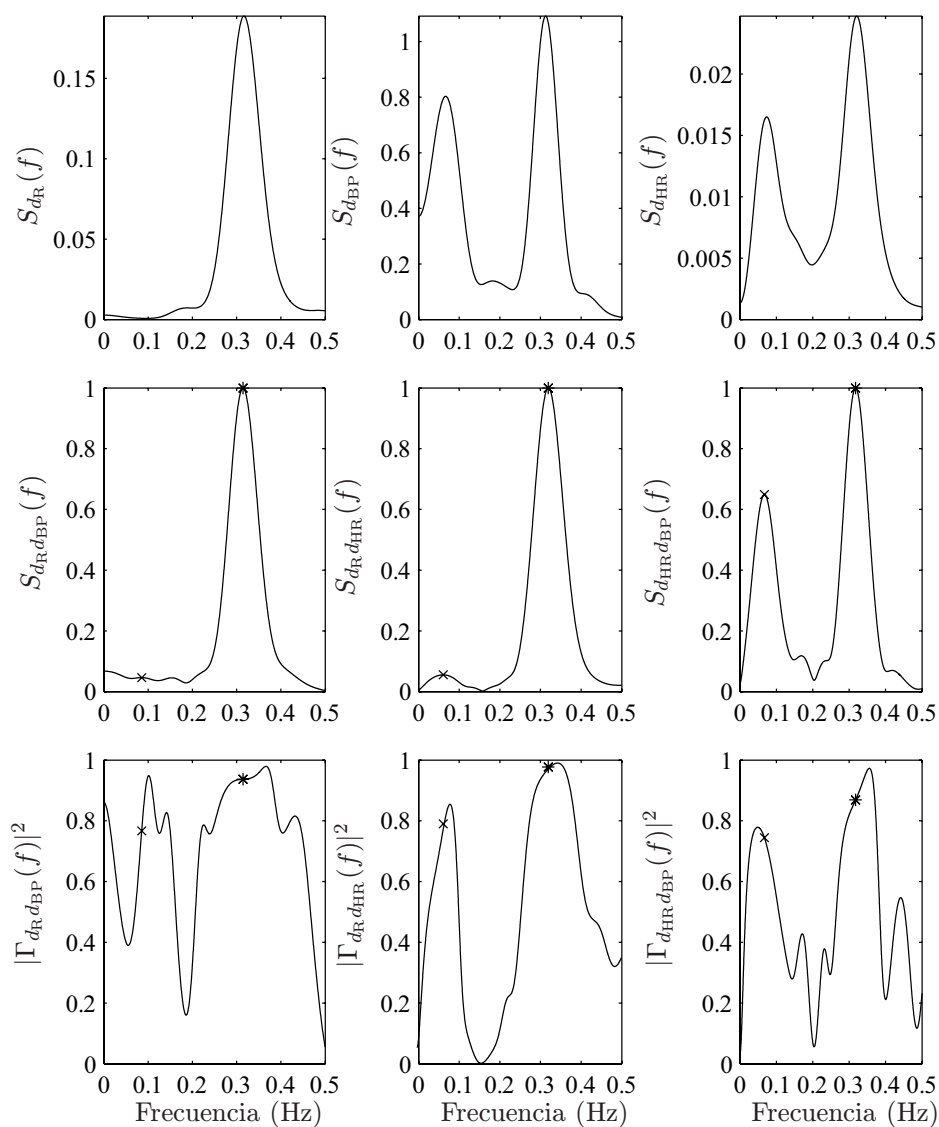 0.15
0.1
0.05
0
0 0.1 0.2 0.3 0.4 0.5
S_{d_R}(f)
1
0.8
0.6
0.4
0.2
0
0 0.1 0.2 0.3 0.4 0.5
S_{d_{BP}}(f)
0.02
0.015
0.01
0.005
0
0 0.1 0.2 0.3 0.4 0.5
S_{d_{HR}}(f)
1
0.8
0.6
0.4
0.2
0
0 0.1 0.2 0.3 0.4 0.5
S_{d_R d_{BP}}(f)
1
0.8
0.6
0.4
0.2
0
0 0.1 0.2 0.3 0.4 0.5
S_{d_R d_{HR}}(f)
1
0.8
0.6
0.4
0.2
0
0 0.1 0.2 0.3 0.4 0.5
S_{d_{HR} d_{BP}}(f)
1
0.8
0.6
0.4
0.2
0
0 0.1 0.2 0.3 0.4 0.5
|Γ_{d_R d_{BP}}(f)|²
Frecuencia (Hz)
1
0.8
0.6
0.4
0.2
0
0 0.1 0.2 0.3 0.4 0.5
|Γ_{d_R d_{HR}}(f)|²
Frecuencia (Hz)
1
0.8
0.6
0.4
0.2
0
0 0.1 0.2 0.3 0.4 0.5
|Γ_{d_{HR} d_{BP}}(f)|²
Frecuencia (Hz)